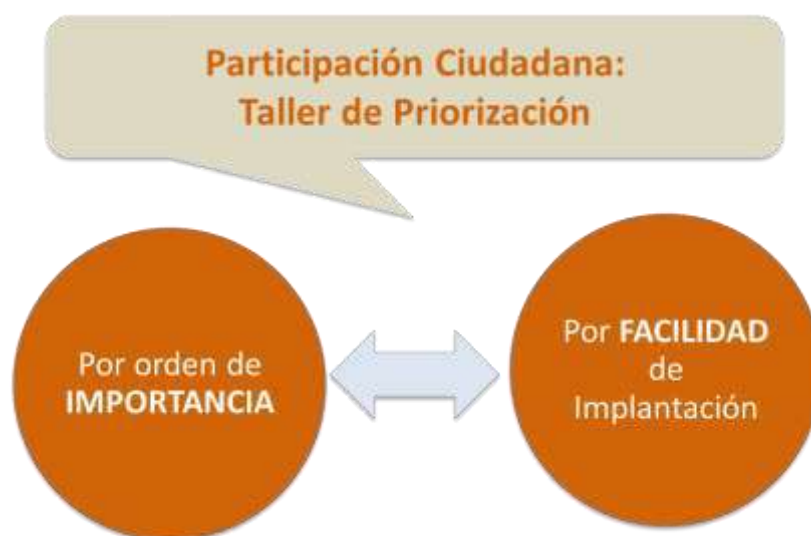 Participación Ciudadana:
Taller de Priorización
Por orden de
IMPORTANCIA
Por FACILIDAD
de
Implantación